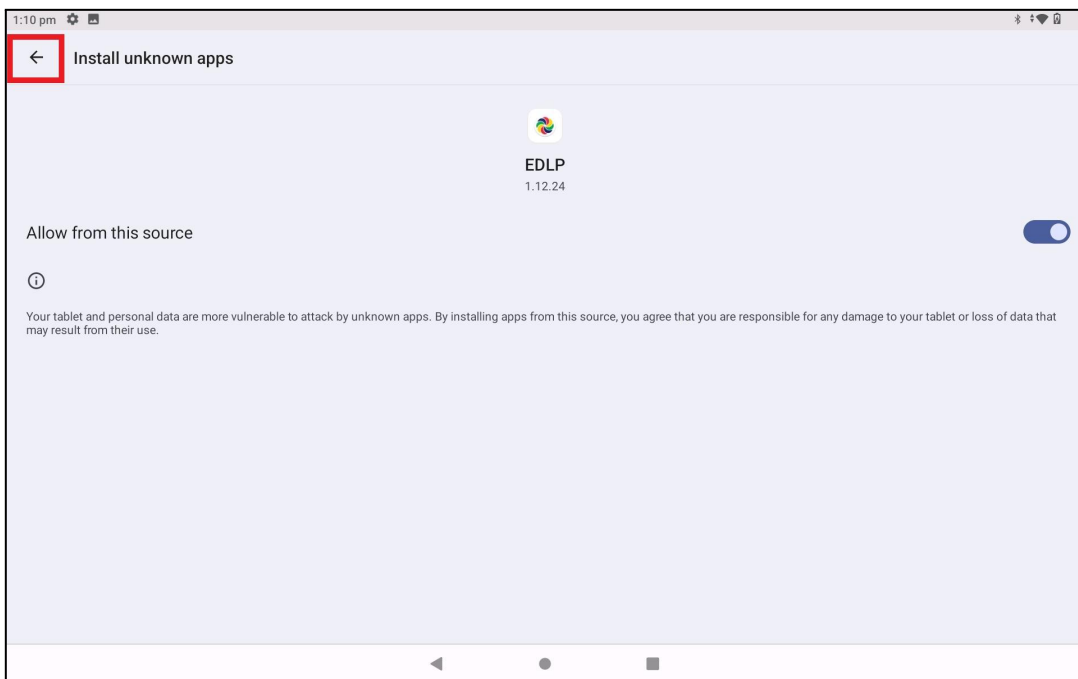 1:10 pm
Install unknown apps
EDLP
1.12.24
Allow from this source
Your tablet and personal data are more vulnerable to attack by unknown apps. By installing apps from this source, you agree that you are responsible for any damage to your tablet or loss of data that
may result from their use.